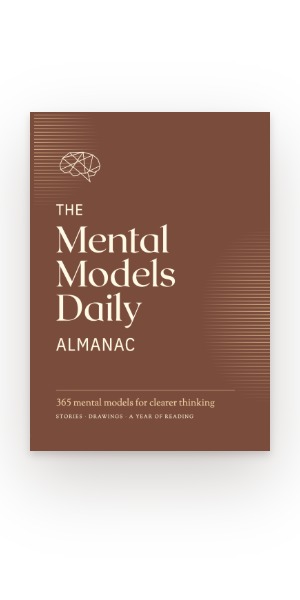 THE
Mental
Models
Daily
ALMANAC
365 mental models for clearer thinking
STORIES · DRAWINGS · A YEAR OF READING